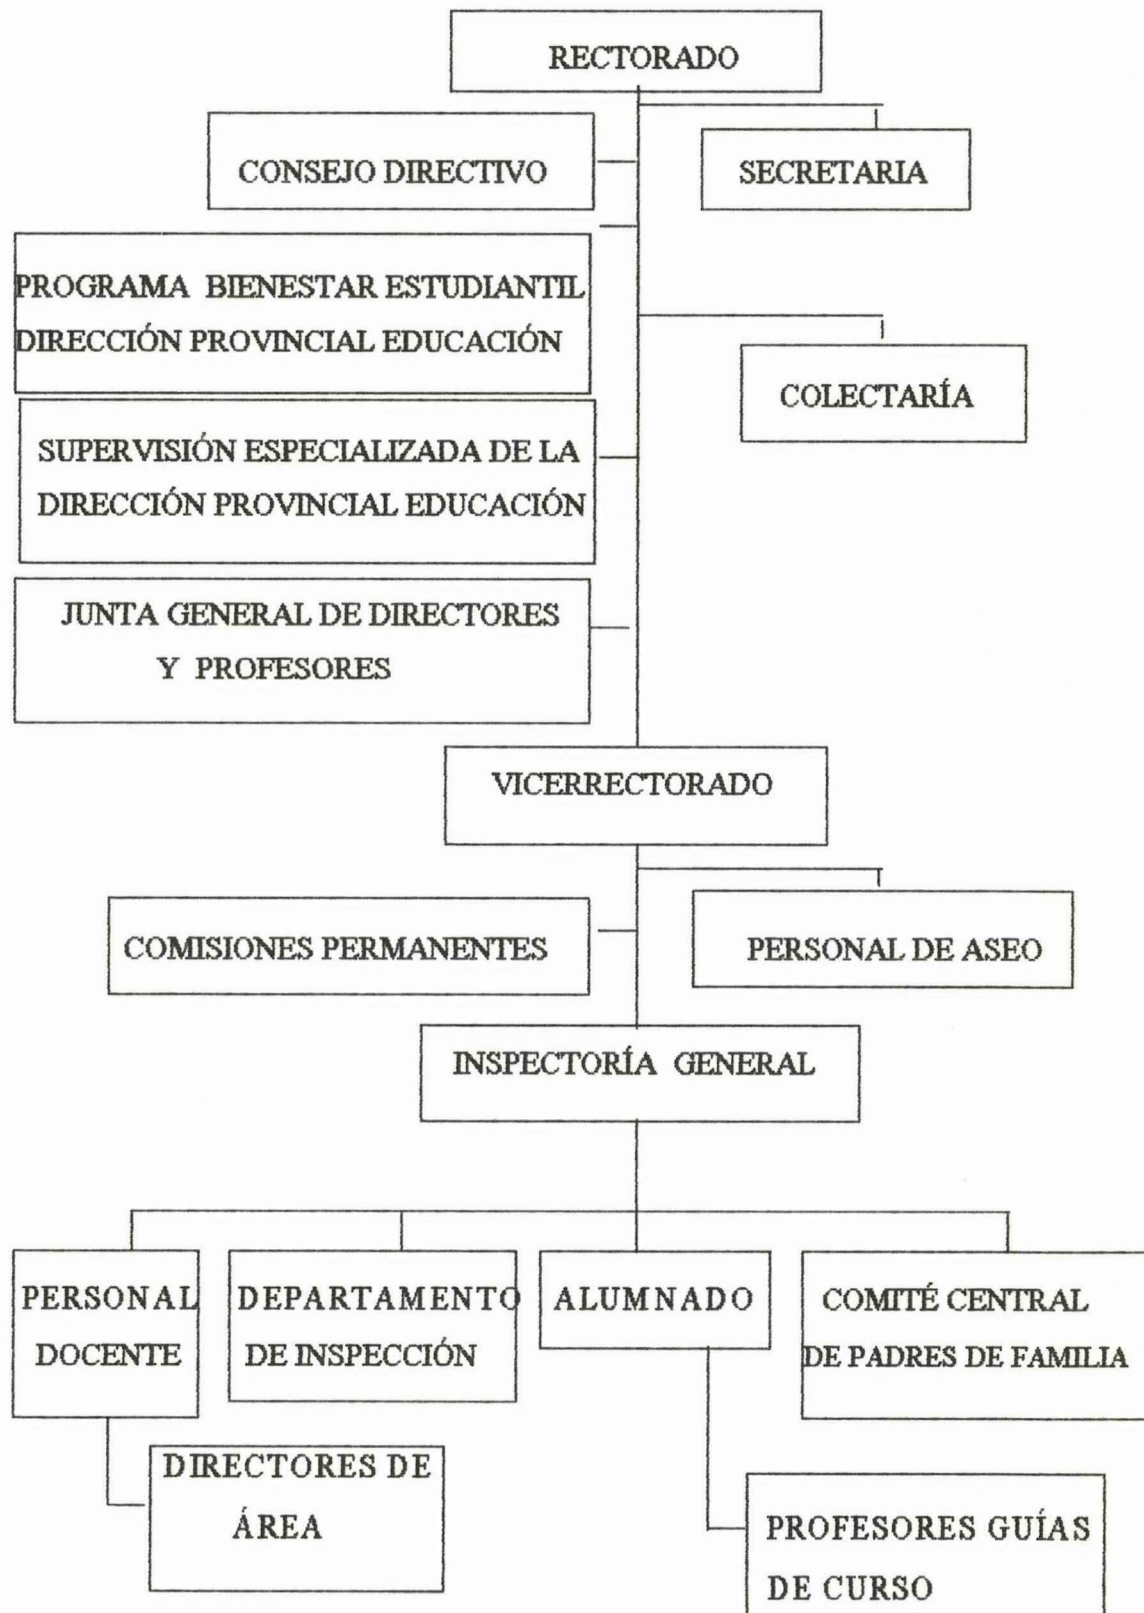 RECTORADO
CONSEJO DIRECTIVO
SECRETARIA
PROGRAMA BIENESTAR ESTUDIANTIL
DIRECCIÓN PROVINCIAL EDUCACIÓN
COLECTARÍA
SUPERVISIÓN ESPECIALIZADA DE LA
DIRECCIÓN PROVINCIAL EDUCACIÓN
JUNTA GENERAL DE DIRECTORES
Y PROFESORES
VICERRECTORADO
COMISIONES PERMANENTES
PERSONAL DE ASEO
INSPECTORÍA GENERAL
PERSONAL
DOCENTE
DEPARTAMENTO
DE INSPECCIÓN
ALUMNADO
COMITÉ CENTRAL
DE PADRES DE FAMILIA
DIRECTORES DE
ÁREA
PROFESORES GUÍAS
DE CURSO